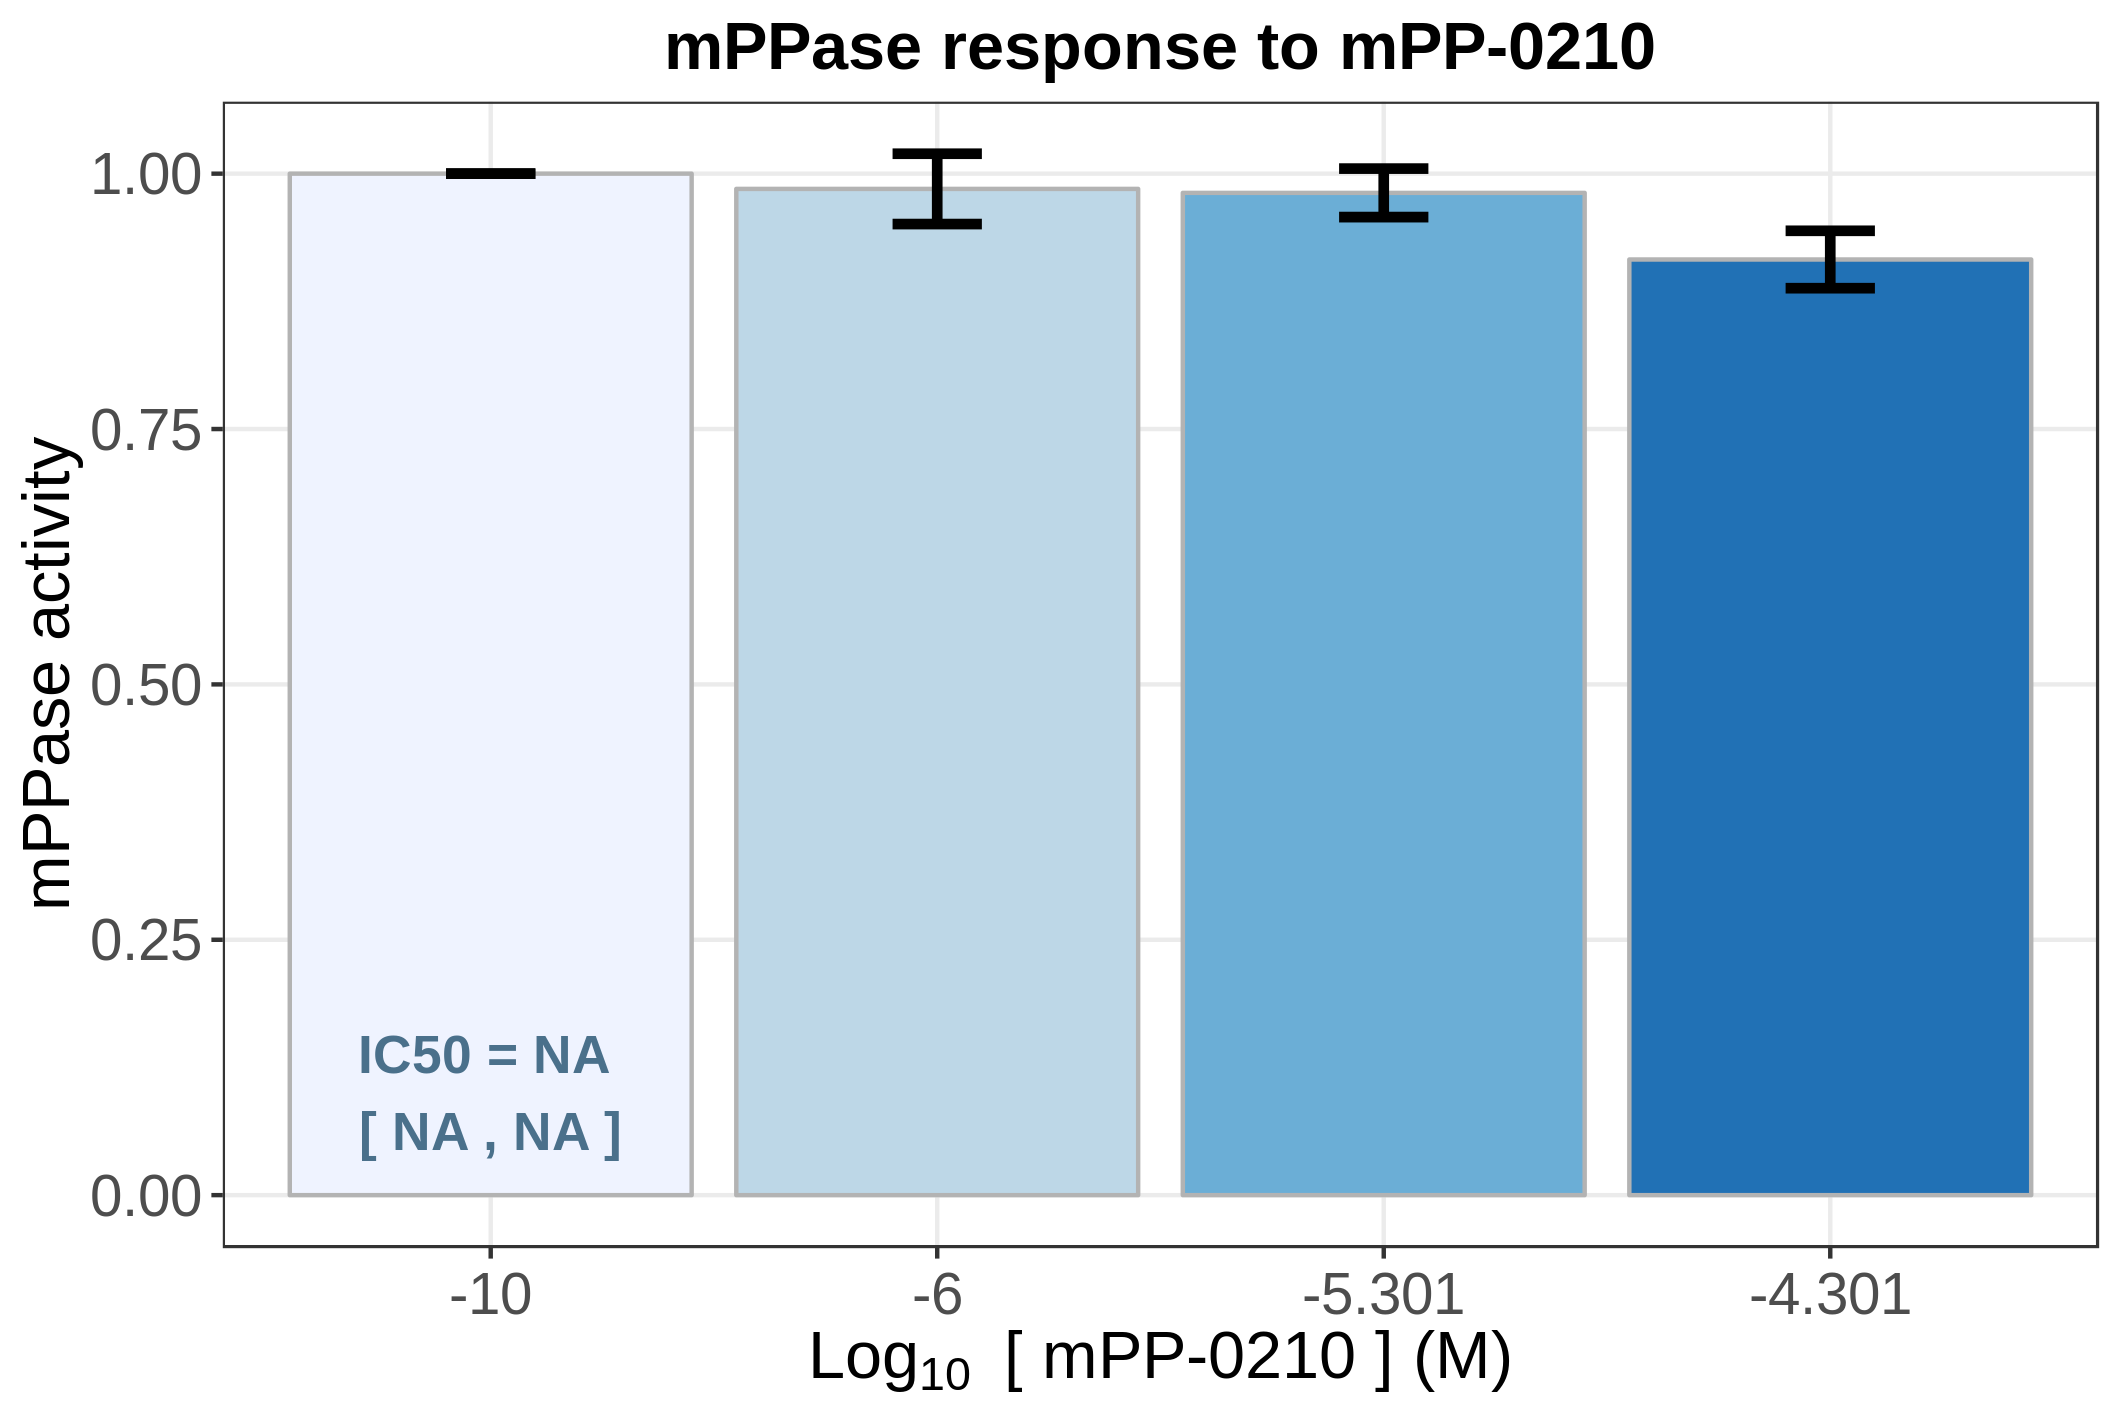 mPPase response to mPP-0210
mPPase activity
1.00
0.75
0.50
0.25
0.00
IC50 = NA
[ NA , NA ]
-10
-6
-5.301
-4.301
Log10 [ mPP-0210 ] (M)